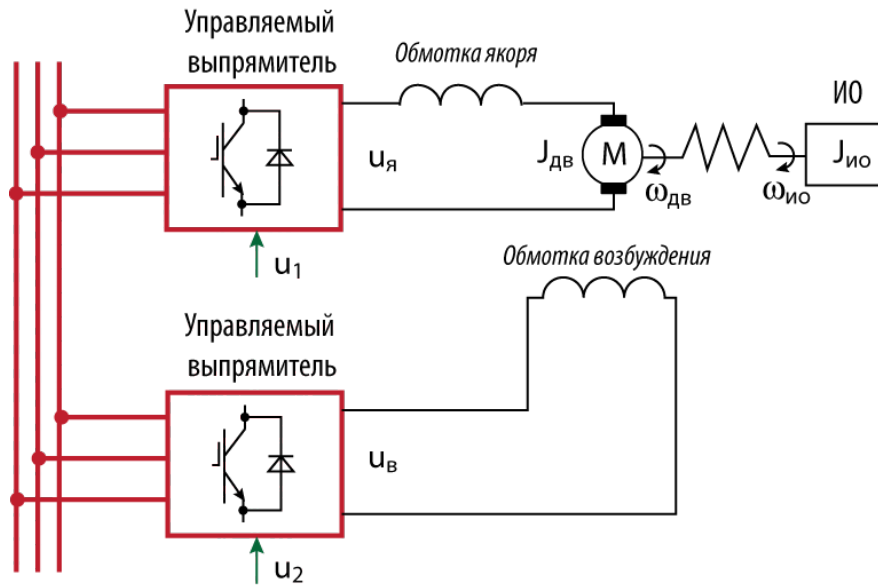 Управляемый
выпрямитель
Обмотка якоря
ИО
uя
Jдв
М
Jио
ωдв
ωио
u1
Обмотка возбуждения
Управляемый
выпрямитель
uв
u2